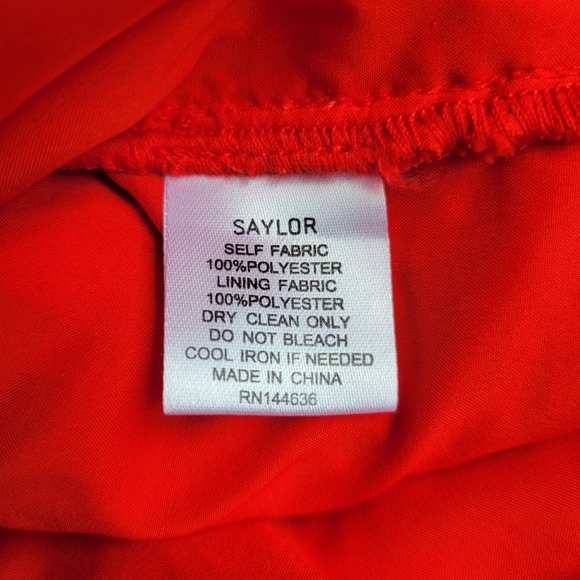 SAYLOR
SELF FABRIC
100%POLYESTER
LINING FABRIC
100%POLYESTER
DRY CLEAN ONLY
DO NOT BLEACH
COOL IRON IF NEEDED
MADE IN CHINA
RN144636